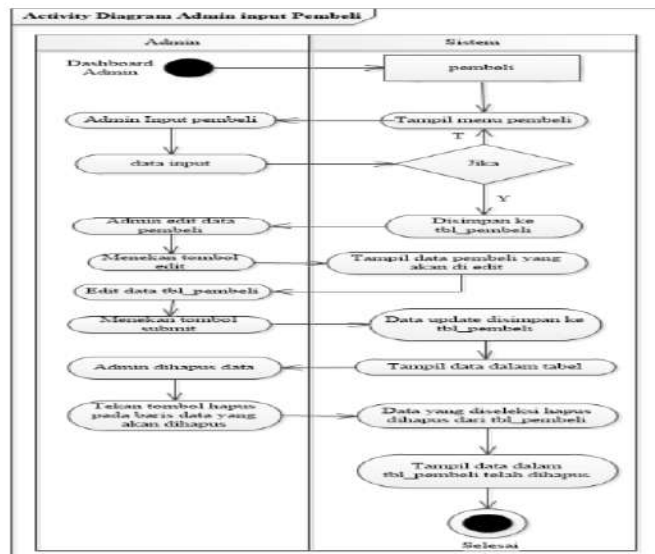 Activity Diagram Admin input Pembeli
Admin
Sistem
Dashboard
Admin
pembeli
Admin Input pembeli
Tampil menu pembeli
T
data input
Jika
Y
Admin edit data
pembeli
Disimpan ke
tbl_pembeli
Menekan tombol
edit
Tampil data pembeli yang
akan di edit
Edit data tbl_pembeli
Menekan tombol
submit
Data update disimpan ke
tbl_pembeli
Admin dihapus data
Tampil data dalam tabel
Tekan tombol hapus
pada baris data yang
akan dihapus
Data yang diseleksi hapus
dihapus dari tbl_pembeli
Tampil data dalam
tbl_pembeli telah dihapus
Selesai